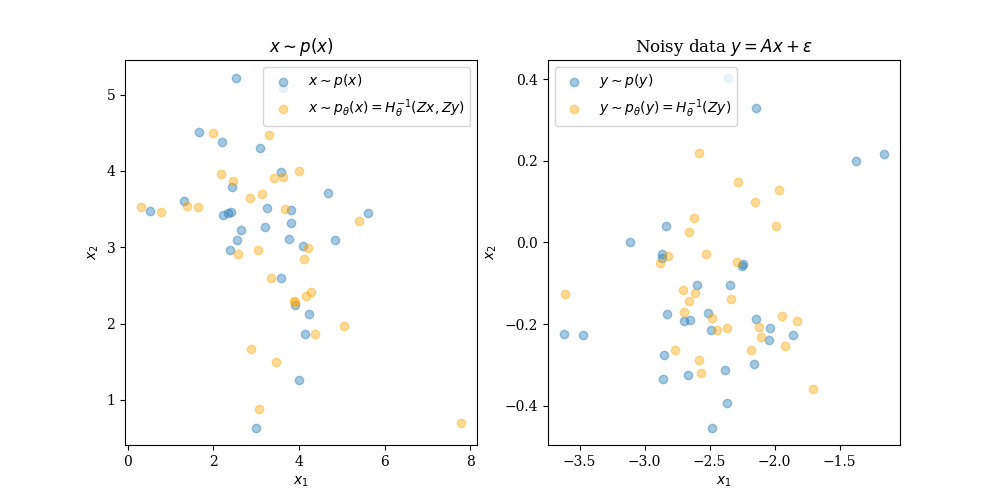 x ∼ p(x)
x ∼ p(x)
x ∼ pθ(x) = Hθ⁻¹(Zx, Zy)
x₂
5
4
3
2
1
0
2
4
6
8
x₁
Noisy data y = Ax + ε
y ∼ p(y)
y ∼ pθ(y) = Hθ⁻¹(Zy)
x₂
0.4
0.2
0.0
−0.2
−0.4
−3.5
−3.0
−2.5
−2.0
−1.5
x₁